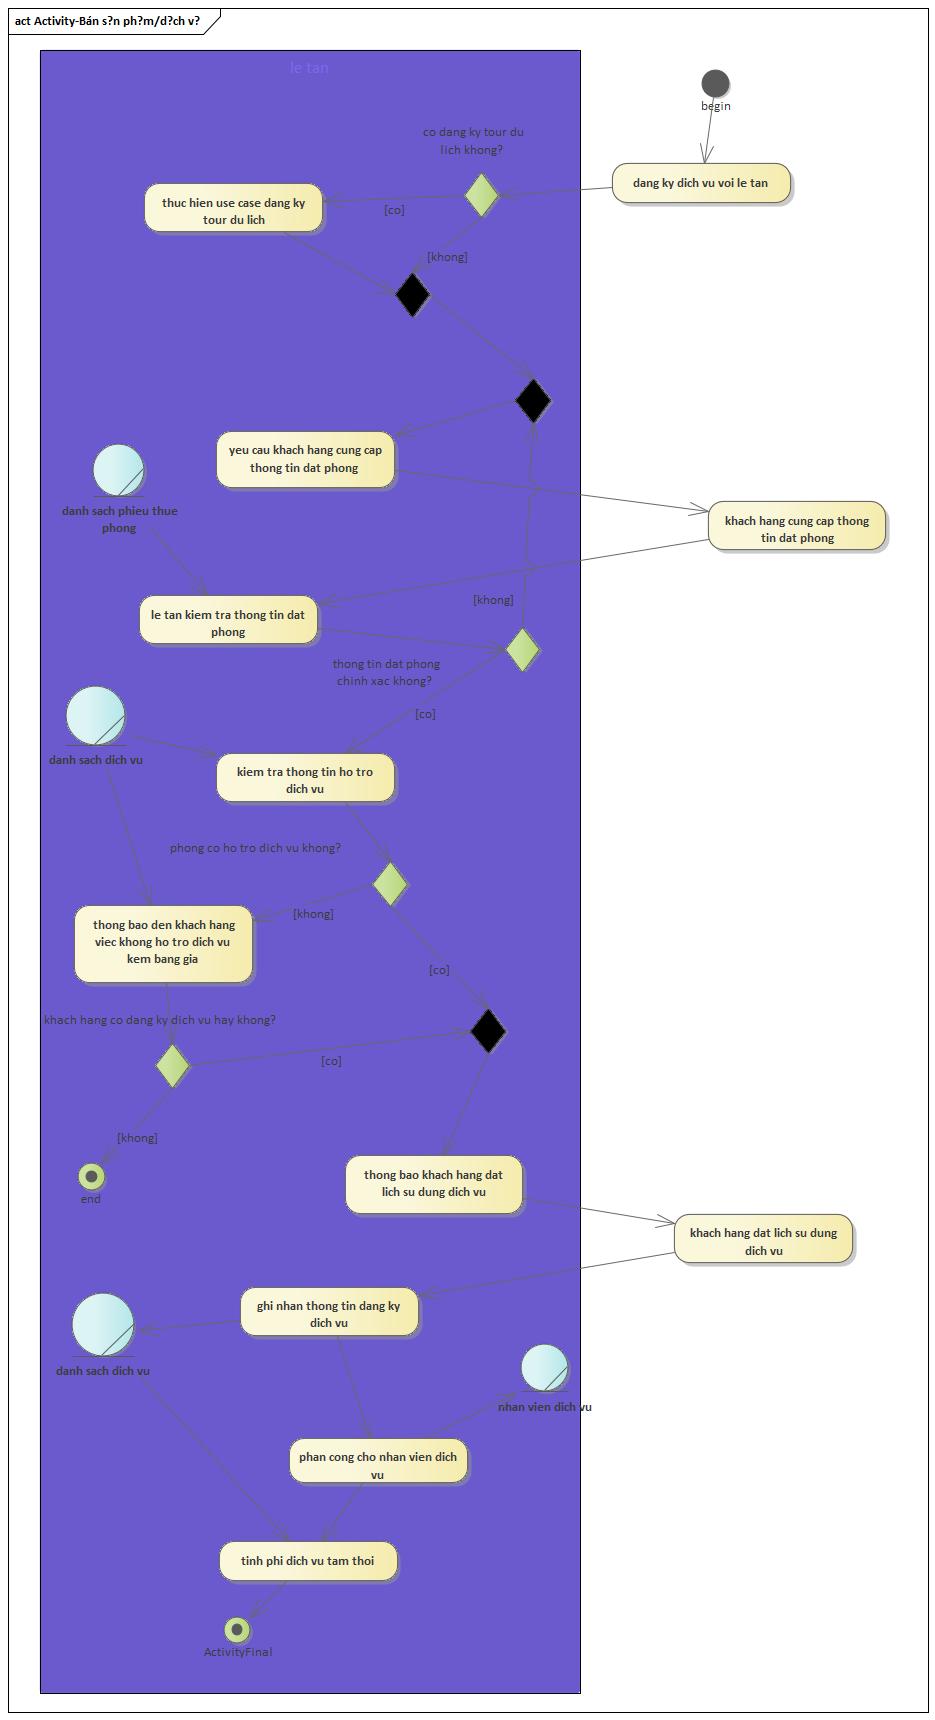 act Activity-Bán s?n ph?m/d?ch v?
le tan
begin
co dang ky tour du
lich khong?
dang ky dich vu voi le tan
thuc hien use case dang ky
tour du lich
[co]
[khong]
yeu cau khach hang cung cap
thong tin dat phong
danh sach phieu thue
phong
khach hang cung cap thong
tin dat phong
[khong]
le tan kiem tra thong tin dat
phong
thong tin dat phong
chinh xac khong?
[co]
danh sach dich vu
kiem tra thong tin ho tro
dich vu
phong co ho tro dich vu khong?
[khong]
thong bao den khach hang
viec khong ho tro dich vu
kem bang gia
[co]
khach hang co dang ky dich vu hay khong?
[co]
[khong]
end
thong bao khach hang dat
lich su dung dich vu
khach hang dat lich su dung
dich vu
ghi nhan thong tin dang ky
dich vu
danh sach dich vu
nhan vien dich vu
phan cong cho nhan vien dich
vu
tinh phi dich vu tam thoi
ActivityFinal